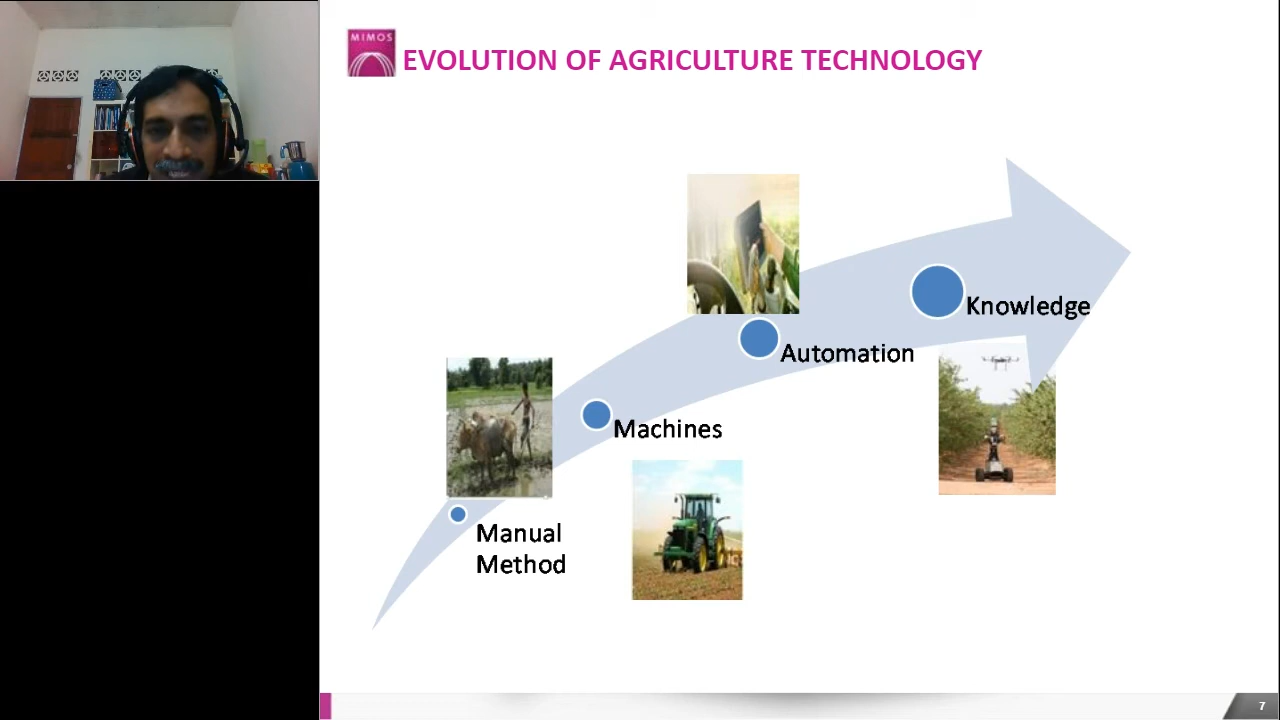 MIMOS
EVOLUTION OF AGRICULTURE TECHNOLOGY
Knowledge
Automation
Machines
Manual
Method
7